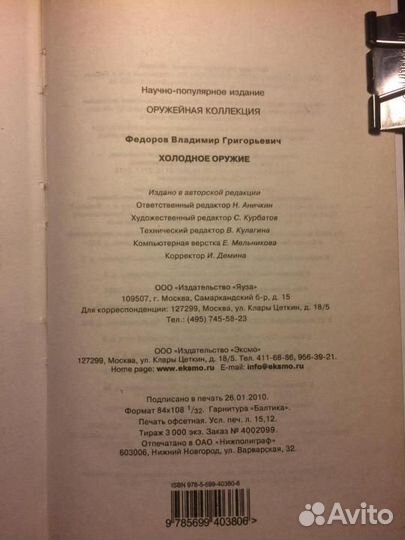 Научно-популярное издание
ОРУЖЕЙНАЯ КОЛЛЕКЦИЯ
Федоров Владимир Григорьевич
ХОЛОДНОЕ ОРУЖИЕ
Издано в авторской редакции
Ответственный редактор Н. Аничкин
Художественный редактор С. Курбатов
Технический редактор В. Кулагина
Компьютерная верстка Е. Мельникова
Корректор И. Демина
ООО «Издательство «Яуза»
109507, г. Москва, Самаркандский б-р, д. 15
Для корреспонденции: 127299, Москва, ул. Клары Цеткин, д. 18/5
Тел.: (495) 745-58-23
ООО «Издательство «Эксмо»
127299, Москва, ул. Клары Цеткин, д. 18/5. Тел. 411-68-86, 956-39-21.
Home page: www.eksmo.ru E-mail: info@eksmo.ru
Подписано в печать 26.01.2010.
Формат 84x108 1/32. Гарнитура «Балтика».
Печать офсетная. Усл. печ. л. 15,12.
Тираж 3 000 экз. Заказ № 4002099.
Отпечатано в ОАО «Нижполиграф»
603006, Нижний Новгород, ул. Варварская, 32.
ISBN 978-5-699-40380-6
9 785699 403806 >
Avito